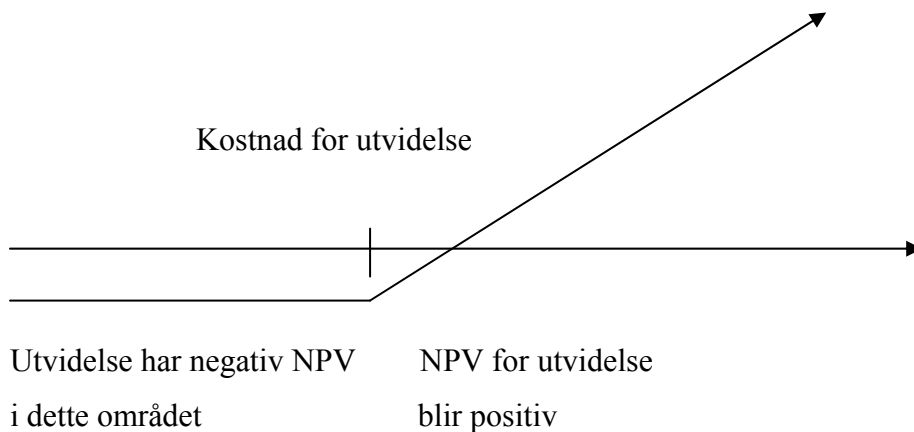 Kostnad for utvidelse
Utvidelse har negativ NPV
i dette området
NPV for utvidelse
blir positiv